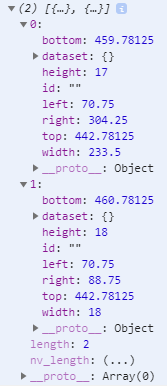 (2) [{…}, {…}] i
0:
bottom: 459.78125
dataset: {}
height: 17
id: ""
left: 70.75
right: 304.25
top: 442.78125
width: 233.5
__proto__: Object
1:
bottom: 460.78125
dataset: {}
height: 18
id: ""
left: 70.75
right: 88.75
top: 442.78125
width: 18
__proto__: Object
length: 2
nv_length: (...)
__proto__: Array(0)